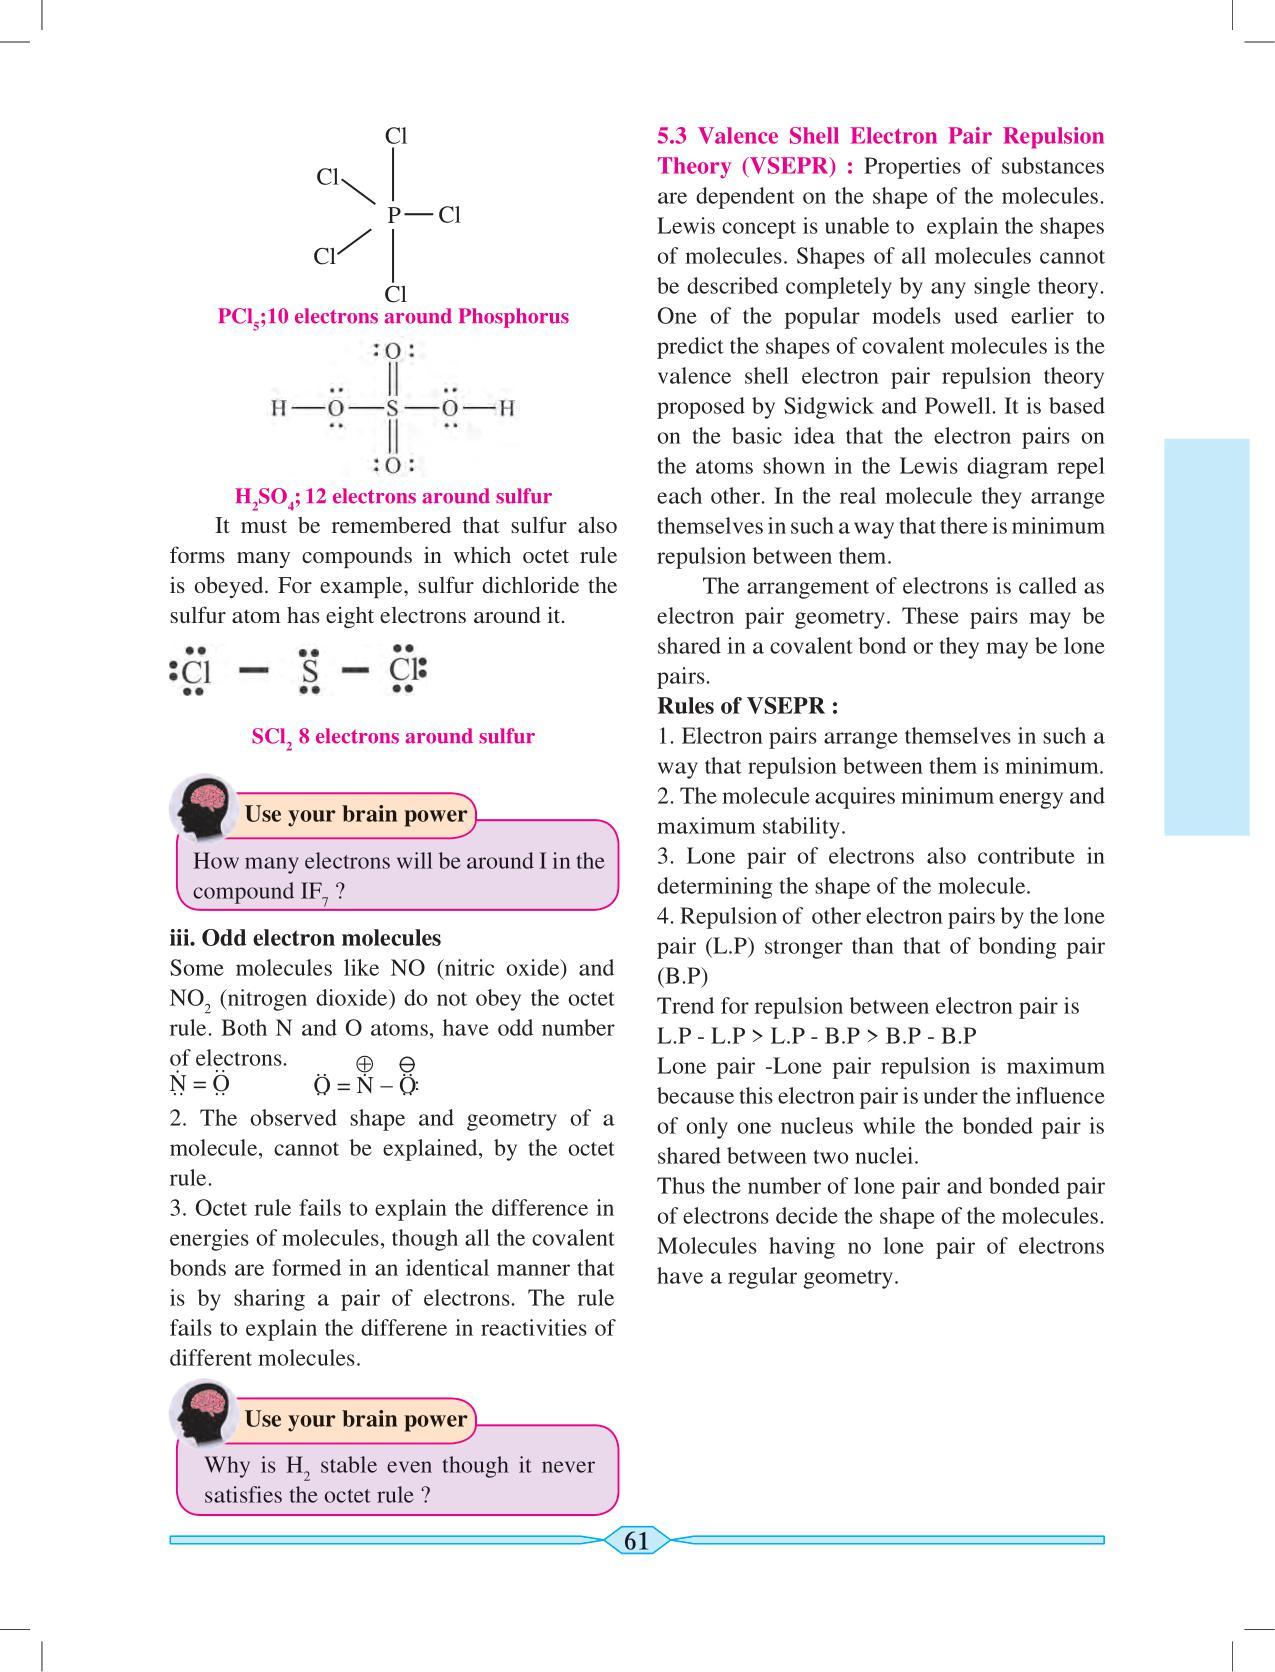 Cl
Cl
P — Cl
Cl
Cl
PCl₅;10 electrons around Phosphorus
:O:
H—O—S—O—H
:O:
H₂SO₄; 12 electrons around sulfur
It must be remembered that sulfur also
forms many compounds in which octet rule
is obeyed. For example, sulfur dichloride the
sulfur atom has eight electrons around it.
:Cl – S – Cl:
SCl₂ 8 electrons around sulfur
Use your brain power
How many electrons will be around I in the
compound IF₇ ?
iii. Odd electron molecules
Some molecules like NO (nitric oxide) and
NO₂ (nitrogen dioxide) do not obey the octet
rule. Both N and O atoms, have odd number
of electrons.
⊕ ⊖
N = O O = N – O:
2. The observed shape and geometry of a
molecule, cannot be explained, by the octet
rule.
3. Octet rule fails to explain the difference in
energies of molecules, though all the covalent
bonds are formed in an identical manner that
is by sharing a pair of electrons. The rule
fails to explain the differene in reactivities of
different molecules.
Use your brain power
Why is H₂ stable even though it never
satisfies the octet rule ?
5.3 Valence Shell Electron Pair Repulsion
Theory (VSEPR) : Properties of substances
are dependent on the shape of the molecules.
Lewis concept is unable to explain the shapes
of molecules. Shapes of all molecules cannot
be described completely by any single theory.
One of the popular models used earlier to
predict the shapes of covalent molecules is the
valence shell electron pair repulsion theory
proposed by Sidgwick and Powell. It is based
on the basic idea that the electron pairs on
the atoms shown in the Lewis diagram repel
each other. In the real molecule they arrange
themselves in such a way that there is minimum
repulsion between them.
The arrangement of electrons is called as
electron pair geometry. These pairs may be
shared in a covalent bond or they may be lone
pairs.
Rules of VSEPR :
1. Electron pairs arrange themselves in such a
way that repulsion between them is minimum.
2. The molecule acquires minimum energy and
maximum stability.
3. Lone pair of electrons also contribute in
determining the shape of the molecule.
4. Repulsion of other electron pairs by the lone
pair (L.P) stronger than that of bonding pair
(B.P)
Trend for repulsion between electron pair is
L.P - L.P > L.P - B.P > B.P - B.P
Lone pair -Lone pair repulsion is maximum
because this electron pair is under the influence
of only one nucleus while the bonded pair is
shared between two nuclei.
Thus the number of lone pair and bonded pair
of electrons decide the shape of the molecules.
Molecules having no lone pair of electrons
have a regular geometry.
61